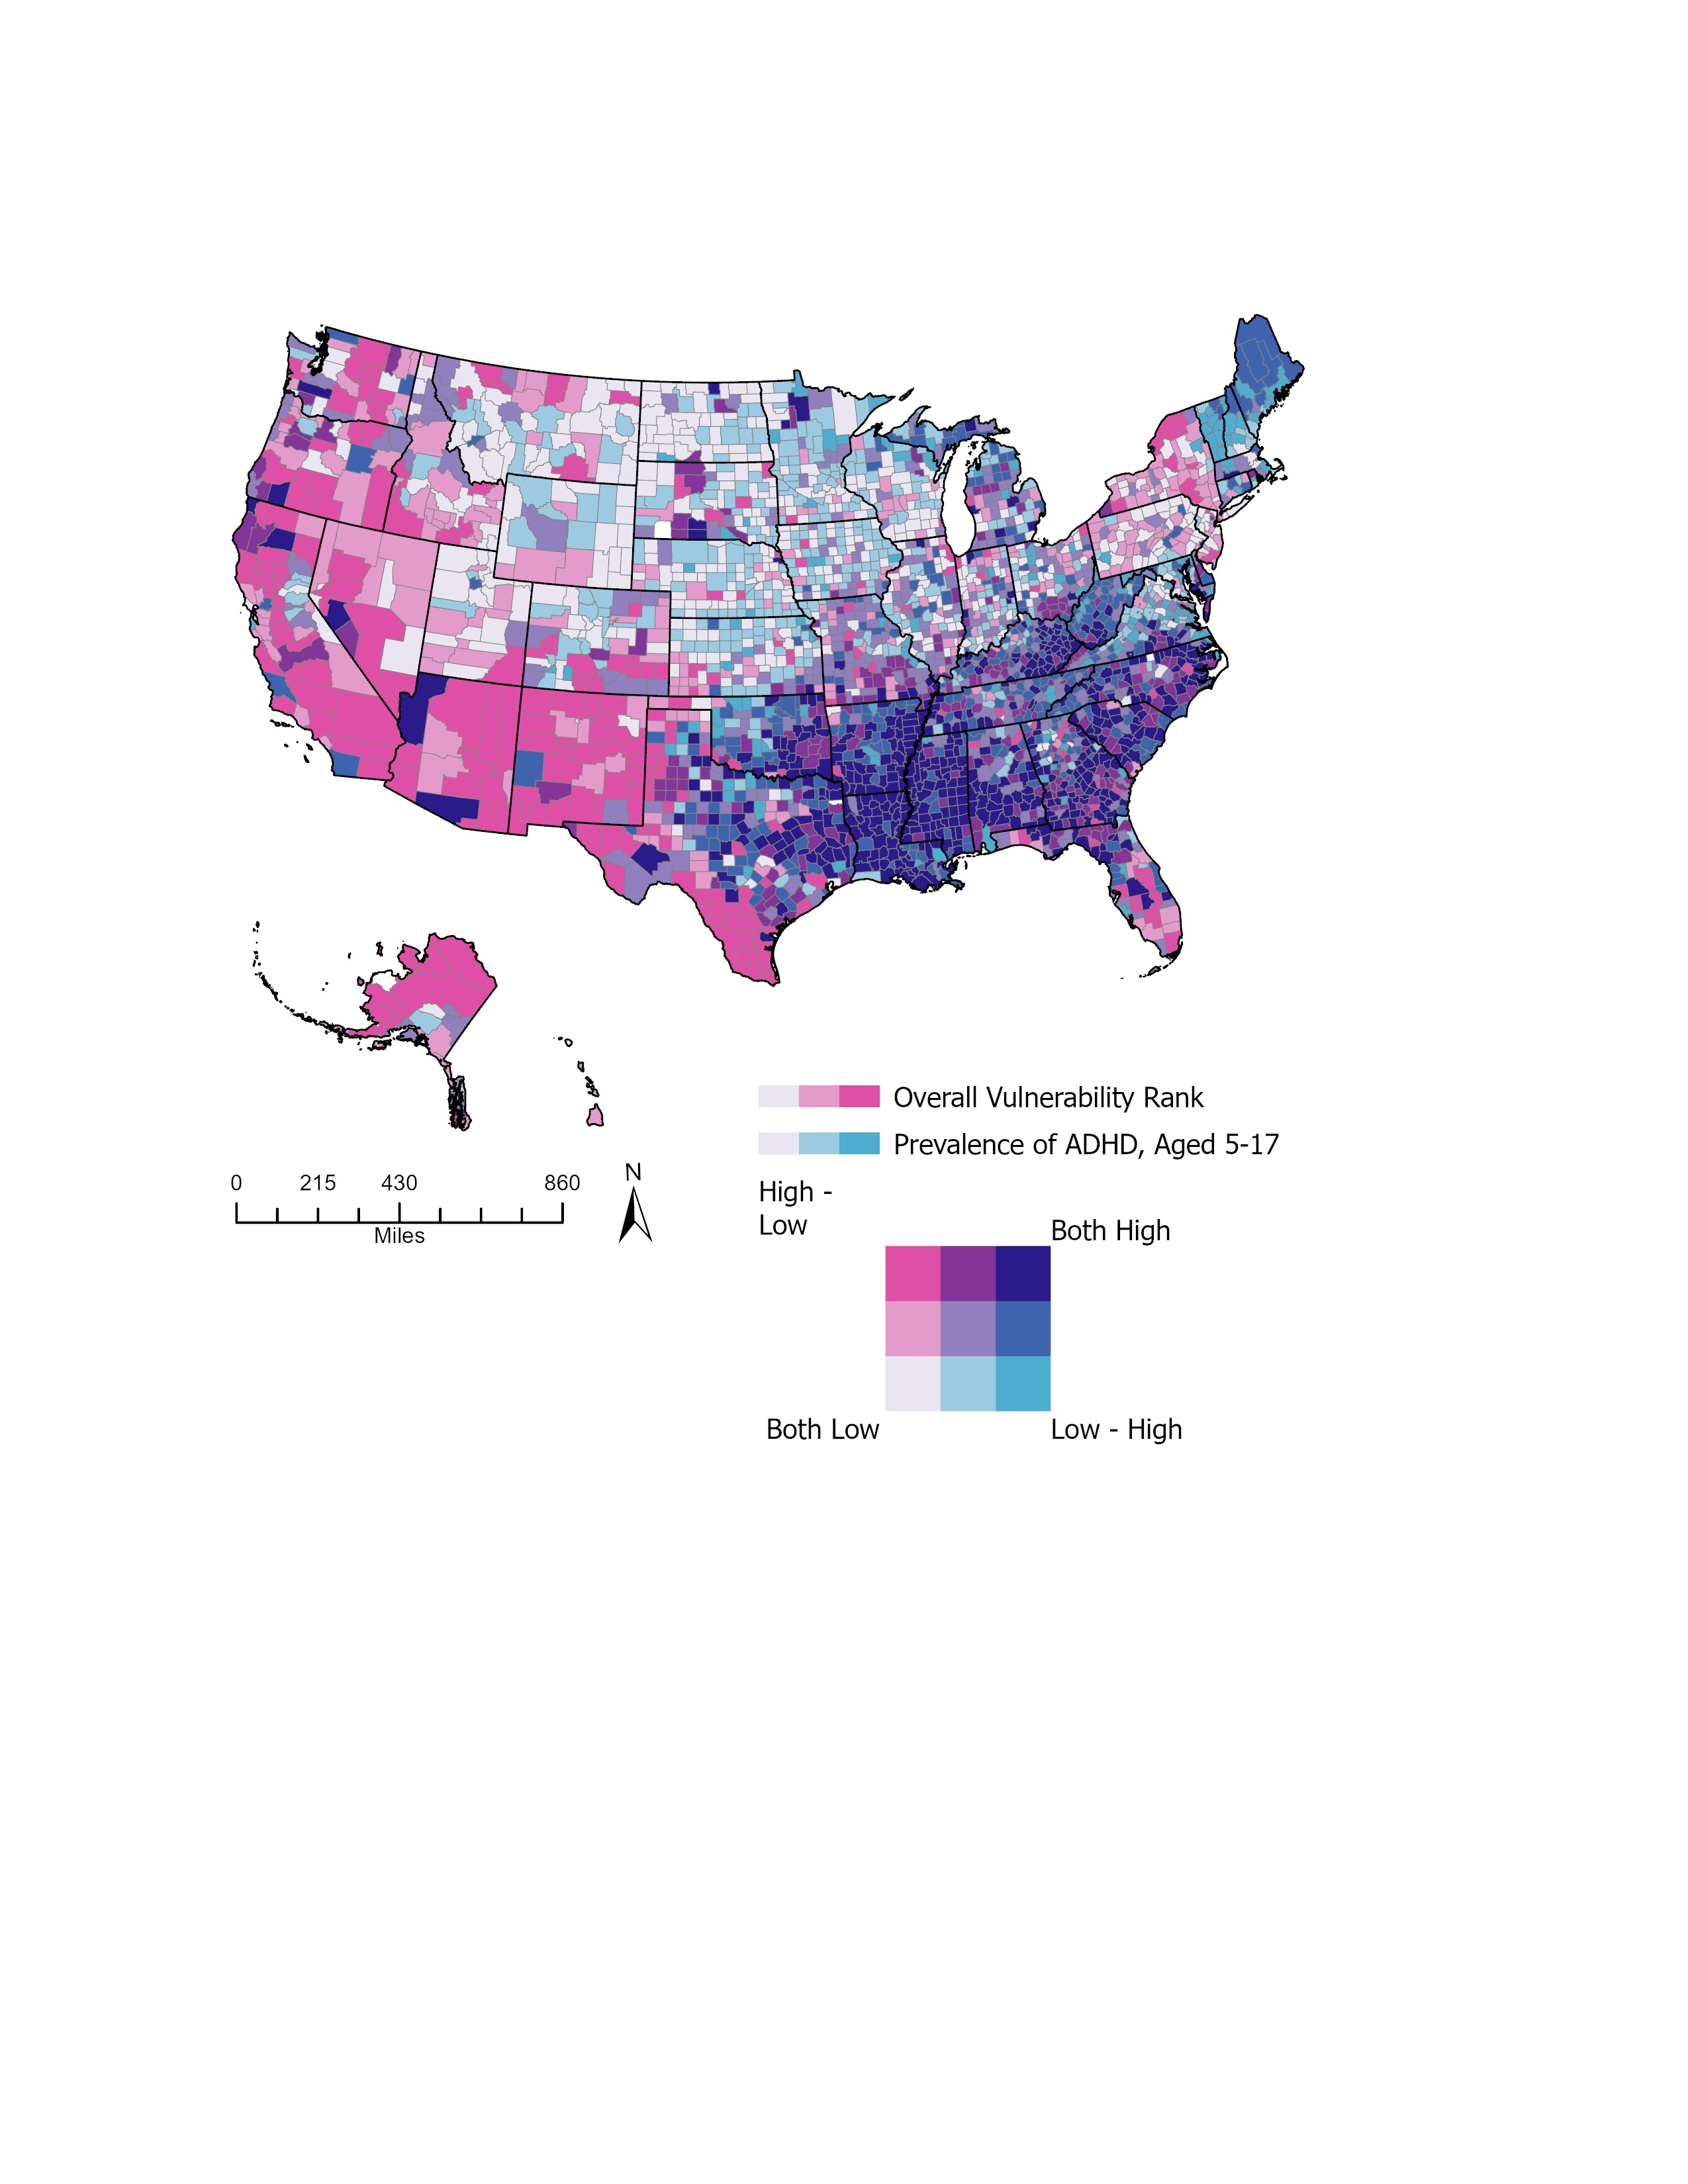 Overall Vulnerability Rank
Prevalence of ADHD, Aged 5-17
High -
Low
Both High
Both Low
Low - High
0 215 430 860
Miles
N